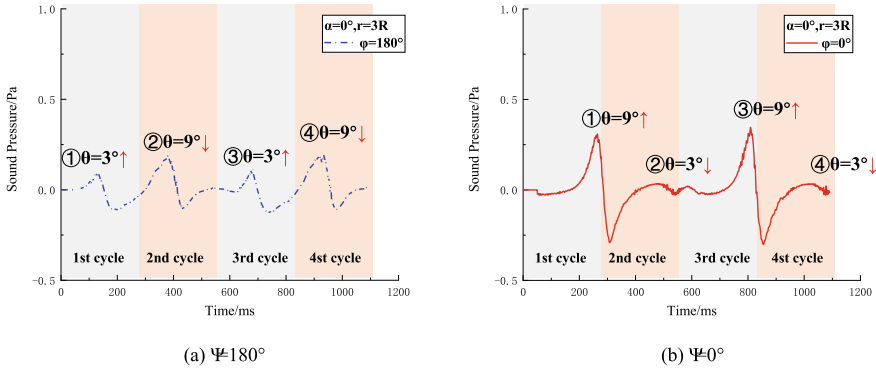 1.0
α=0°,r=3R
φ=180°
0.5
④θ=9°↓
②θ=9°↓
①θ=3°↑
③θ=3°↑
Sound Pressure/Pa
0.0
1st cycle
2nd cycle
3rd cycle
4st cycle
-0.5
0
200
400
600
800
1000
1200
Time/ms
(a) Ψ=180°
1.0
α=0°,r=3R
φ=0°
0.5
③θ=9°↑
①θ=9°↑
②θ=3°↓
④θ=3°↓
Sound Pressure/Pa
0.0
1st cycle
2nd cycle
3rd cycle
4st cycle
-0.5
0
200
400
600
800
1000
1200
Time/ms
(b) Ψ=0°